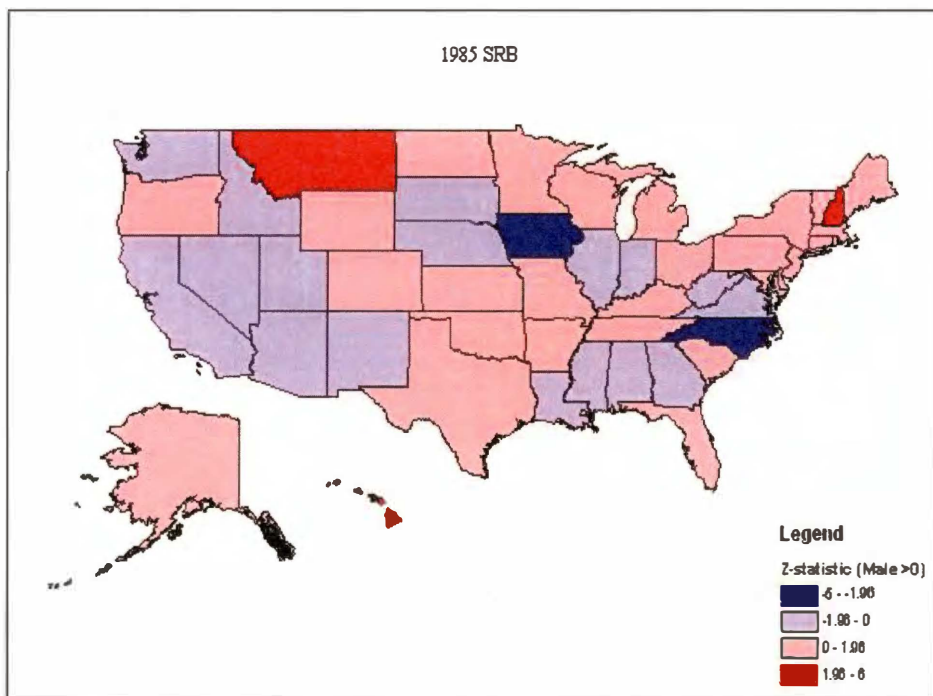 1985 SRB
Legend
Z-statistic (Male >0)
-6 - -1.96
-1.96 - 0
0 - 1.96
1.96 - 6